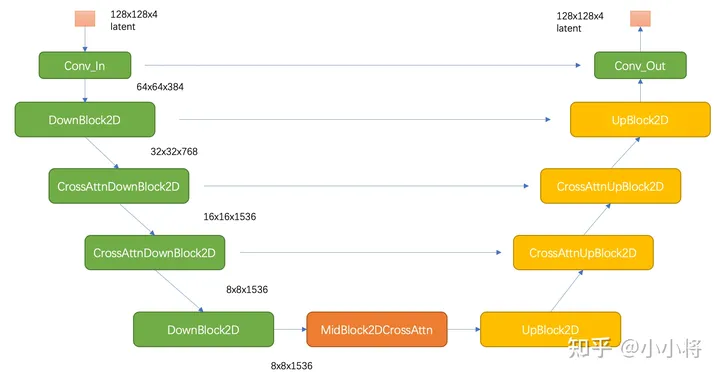 128x128x4
latent
128x128x4
latent
Conv_In
Conv_Out
64x64x384
DownBlock2D
UpBlock2D
32x32x768
CrossAttnDownBlock2D
CrossAttnUpBlock2D
16x16x1536
CrossAttnDownBlock2D
CrossAttnUpBlock2D
8x8x1536
DownBlock2D
MidBlock2DCrossAttn
UpBlock2D
8x8x1536
知乎 @小小将